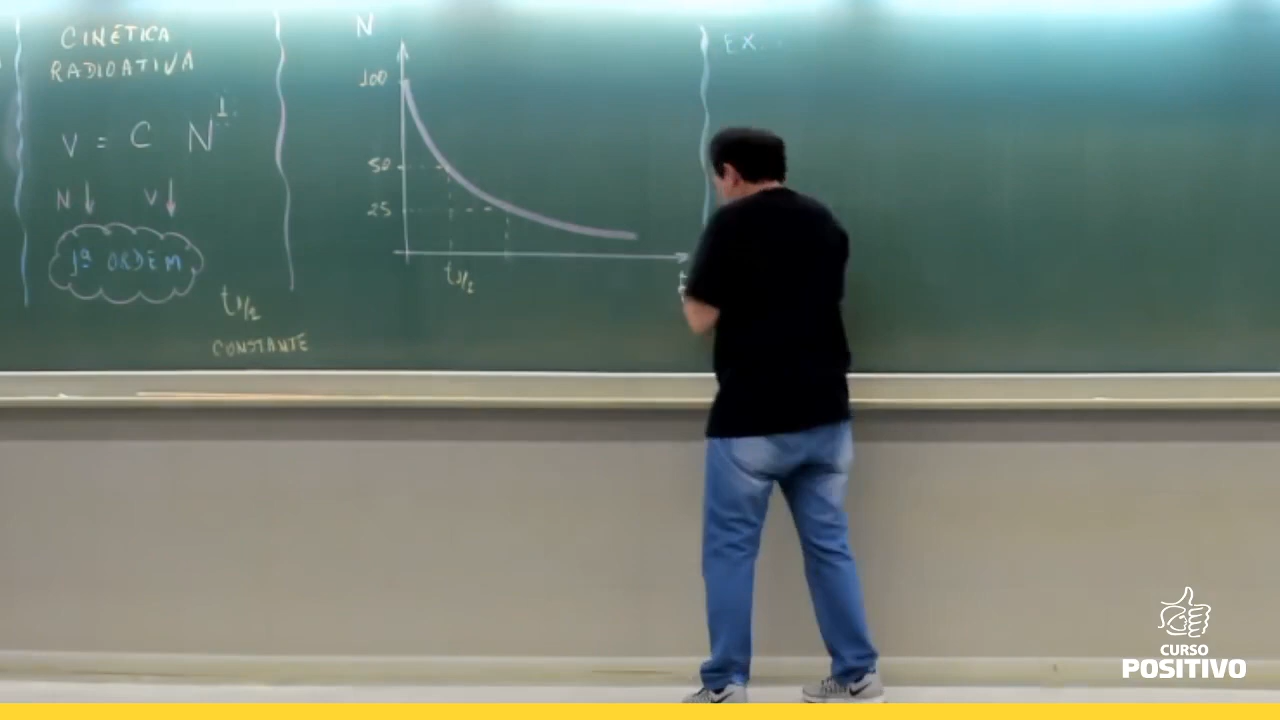 CINÉTICA
RADIOATIVA
V = C N¹
N↓ V↓
1ª ORDEM
t1/2
CONSTANTE
N
100
50
25
t1/2
t
EX.
CURSO
POSITIVO